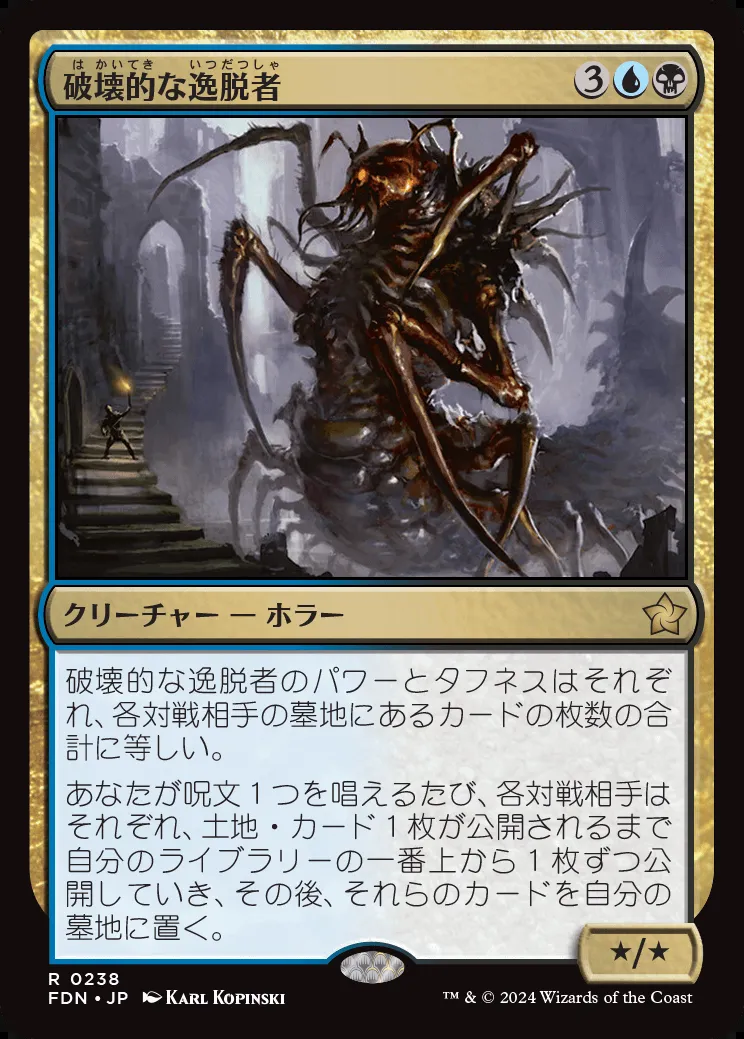 はかいてき いつだつしゃ
破壊的な逸脱者
3
クリーチャー — ホラー
破壊的な逸脱者のパワーとタフネスはそれぞ
れ、各対戦相手の墓地にあるカードの枚数の合
計に等しい。
あなたが呪文1つを唱えるたび、各対戦相手は
それぞれ、土地・カード1枚が公開されるまで
自分のライブラリーの一番上から1枚ずつ公
開していき、その後、それらのカードを自分の
墓地に置く。
★/★
R 0238
FDN • JP KARL KOPINSKI
™ & © 2024 Wizards of the Coast